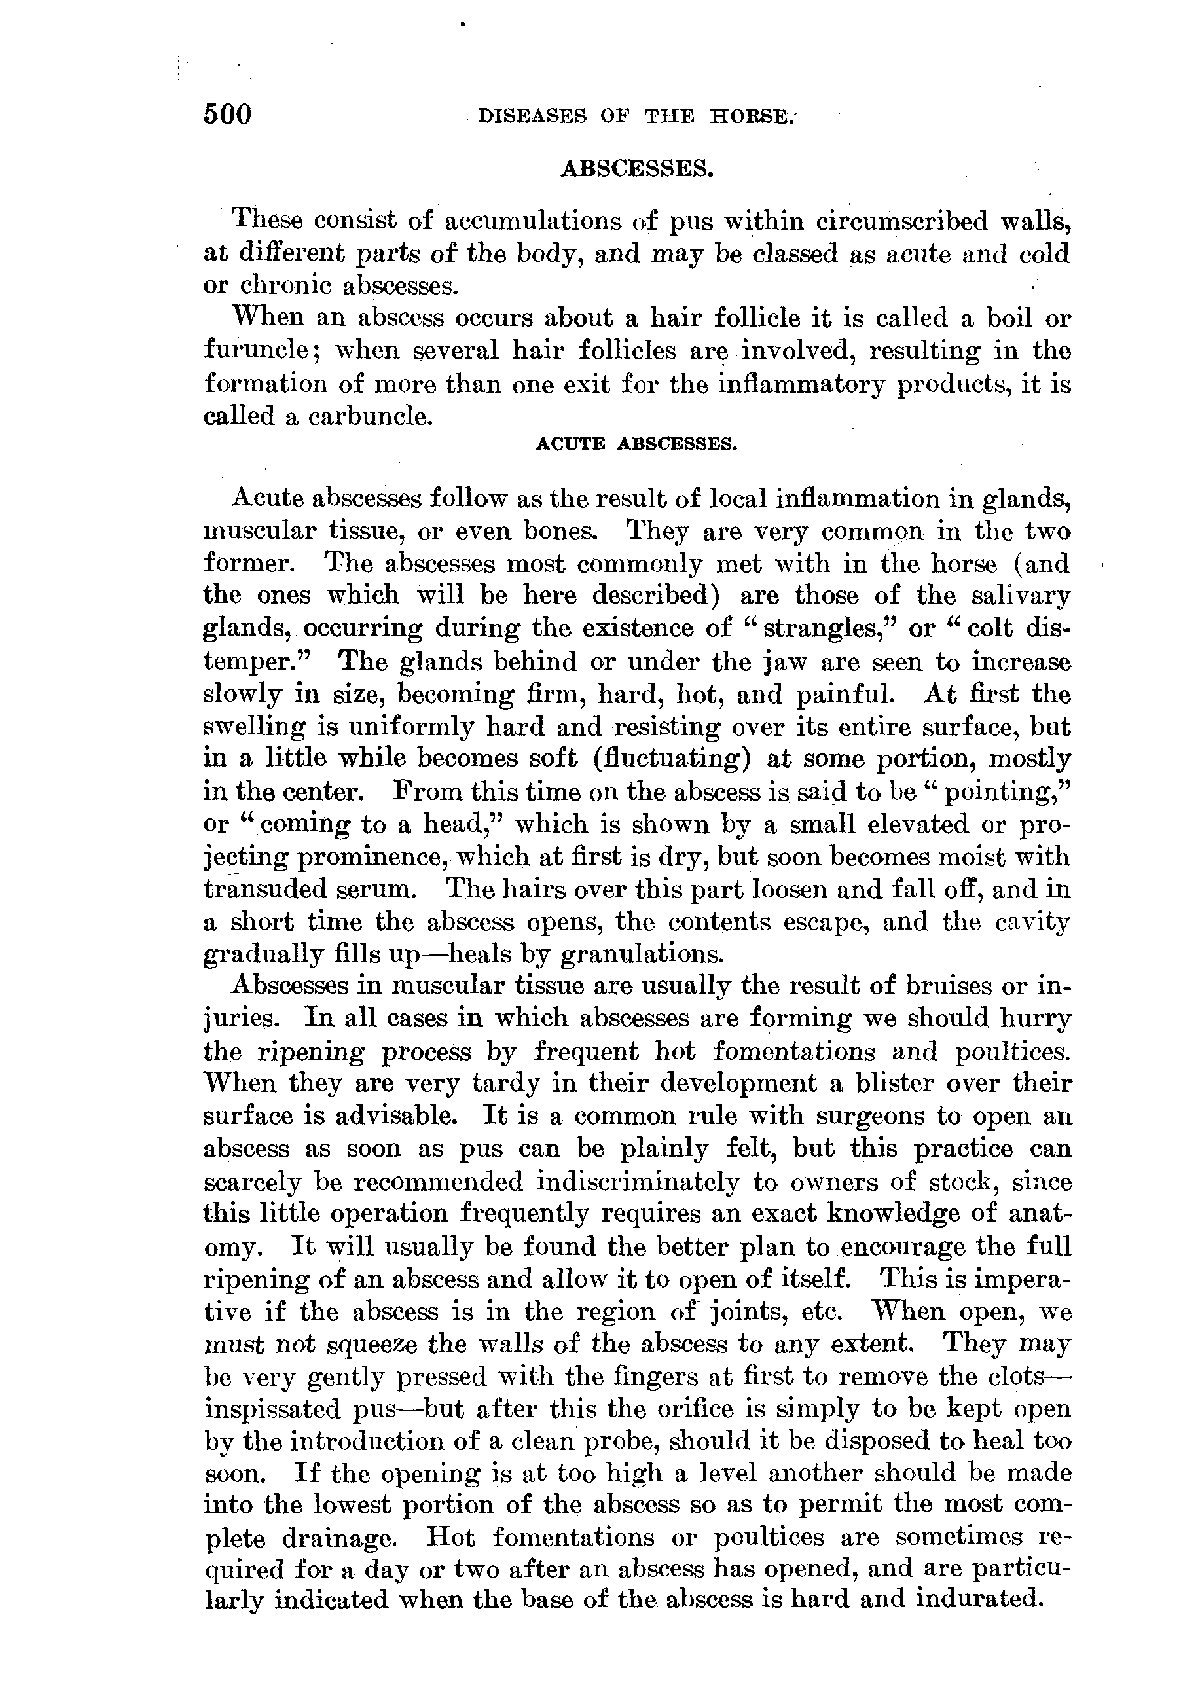 500 DISEASES OF THE HORSE.
ABSCESSES.
These consist of accumulations of pus within circumscribed walls,
at different parts of the body, and may be classed as acute and cold
or chronic abscesses.
When an abscess occurs about a hair follicle it is called a boil or
furuncle; when several hair follicles are involved, resulting in the
formation of more than one exit for the inflammatory products, it is
called a carbuncle.
ACUTE ABSCESSES.
Acute abscesses follow as the result of local inflammation in glands,
muscular tissue, or even bones. They are very common in the two
former. The abscesses most commonly met with in the horse (and
the ones which will be here described) are those of the salivary
glands, occurring during the existence of "strangles," or "colt dis-
temper." The glands behind or under the jaw are seen to increase
slowly in size, becoming firm, hard, hot, and painful. At first the
swelling is uniformly hard and resisting over its entire surface, but
in a little while becomes soft (fluctuating) at some portion, mostly
in the center. From this time on the abscess is said to be "pointing,"
or "coming to a head," which is shown by a small elevated or pro-
jecting prominence, which at first is dry, but soon becomes moist with
transuded serum. The hairs over this part loosen and fall off, and in
a short time the abscess opens, the contents escape, and the cavity
gradually fills up—heals by granulations.
Abscesses in muscular tissue are usually the result of bruises or in-
juries. In all cases in which abscesses are forming we should hurry
the ripening process by frequent hot fomentations and poultices.
When they are very tardy in their development a blister over their
surface is advisable. It is a common rule with surgeons to open an
abscess as soon as pus can be plainly felt, but this practice can
scarcely be recommended indiscriminately to owners of stock, since
this little operation frequently requires an exact knowledge of anat-
omy. It will usually be found the better plan to encourage the full
ripening of an abscess and allow it to open of itself. This is impera-
tive if the abscess is in the region of joints, etc. When open, we
must not squeeze the walls of the abscess to any extent. They may
be very gently pressed with the fingers at first to remove the clots—
inspissated pus—but after this the orifice is simply to be kept open
by the introduction of a clean probe, should it be disposed to heal too
soon. If the opening is at too high a level another should be made
into the lowest portion of the abscess so as to permit the most com-
plete drainage. Hot fomentations or poultices are sometimes re-
quired for a day or two after an abscess has opened, and are particu-
larly indicated when the base of the abscess is hard and indurated.